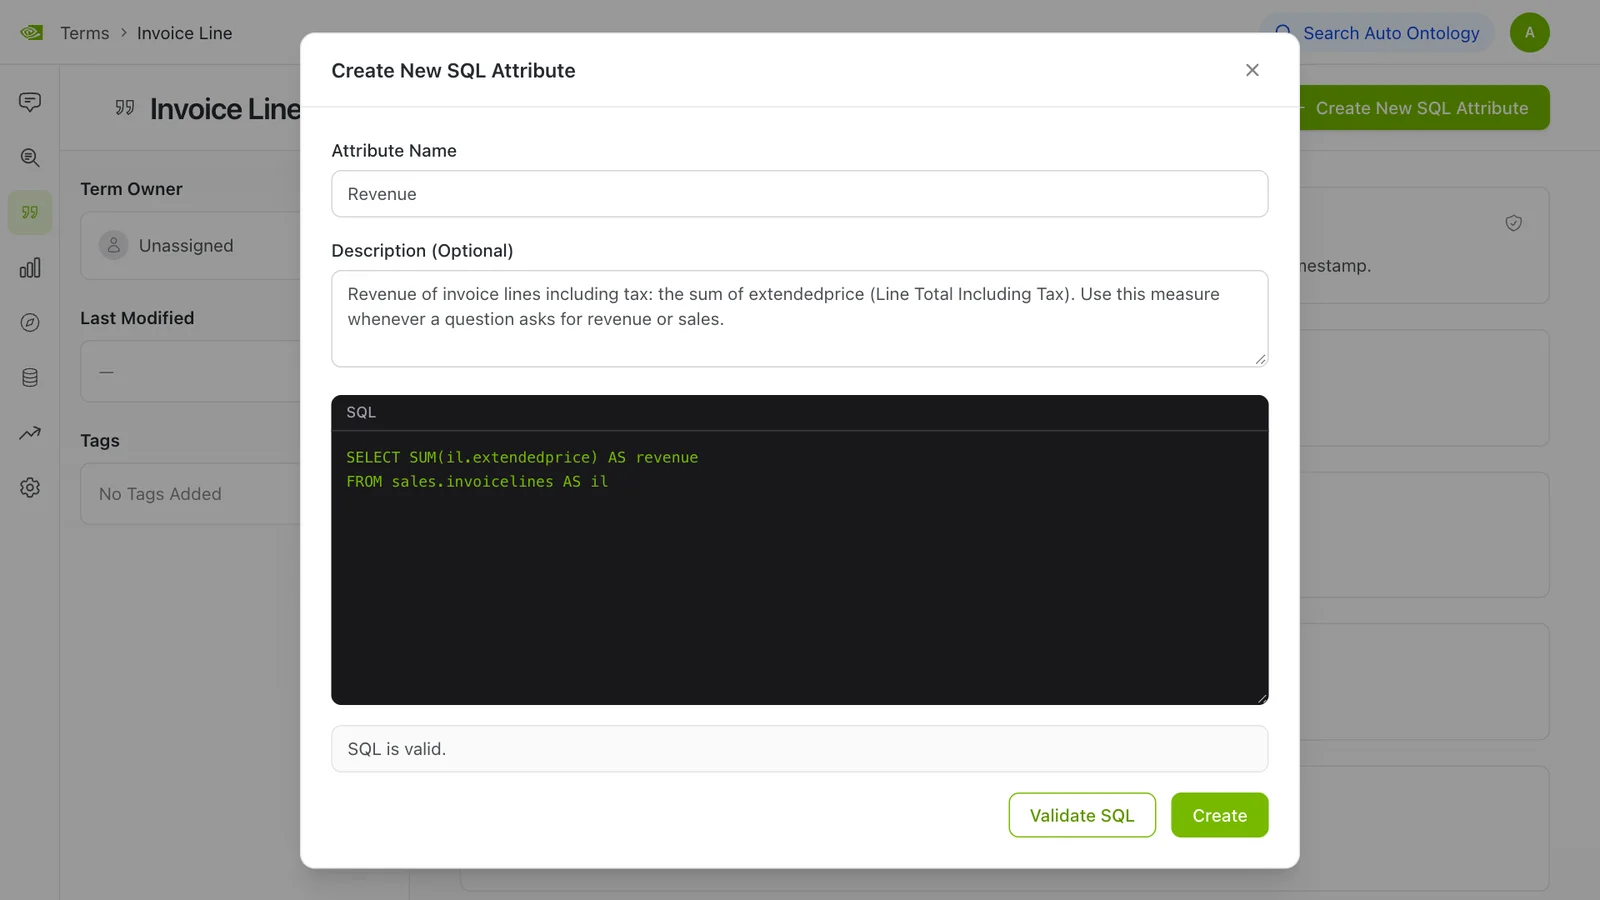 Terms > Invoice Line
Search Auto Ontology
A
Invoice Line
Create New SQL Attribute
Term Owner
Unassigned
Last Modified
—
Tags
No Tags Added
nestamp.
Create New SQL Attribute
Attribute Name
Revenue
Description (Optional)
Revenue of invoice lines including tax: the sum of extendedprice (Line Total Including Tax). Use this measure
whenever a question asks for revenue or sales.
SQL
SELECT SUM(il.extendedprice) AS revenue
FROM sales.invoicelines AS il
SQL is valid.
Validate SQL
Create